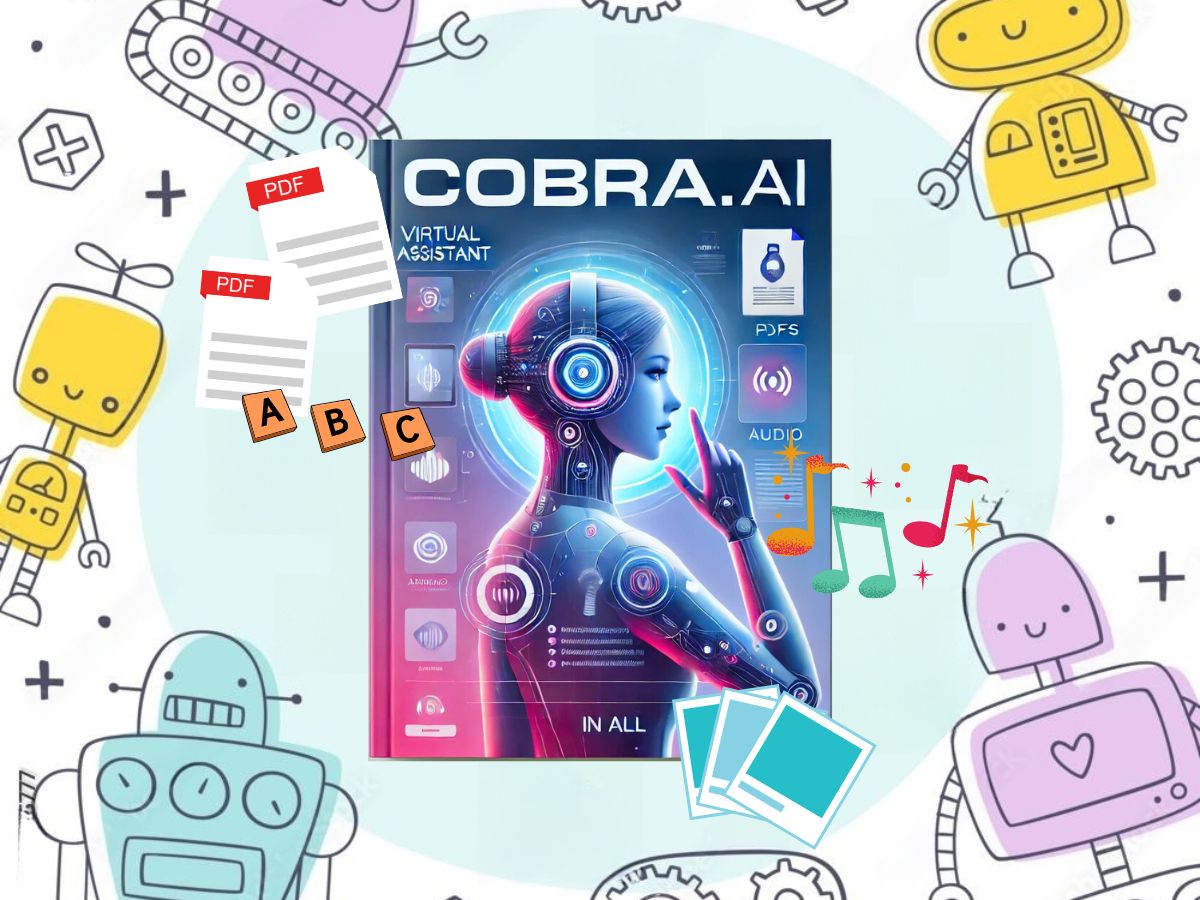 COBRA.AI
VIRTUAL
ASSISTANT
PDF
PDF
PDFS
A B C
AUDIO
IN ALL